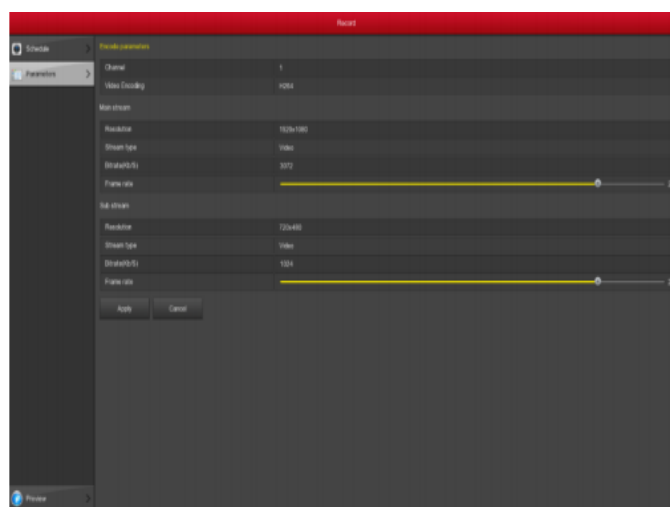 Record
Schedule
Parameters
Encode parameters
Channel 1
Video Encoding H264
Main stream
Resolution 1920x1080
Stream type Video
Bitrate(Kb/S) 3072
Frame rate
Sub stream
Resolution 720x480
Stream type Video
Bitrate(Kb/S) 1024
Frame rate
Apply Cancel
Preview